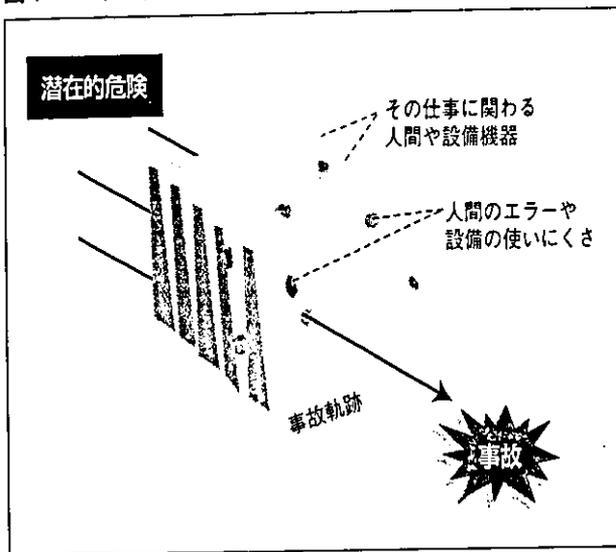 潜在的危険
その仕事に関わる
人間や設備機器
人間のエラーや
設備の使いにくさ
事故軌跡
事故